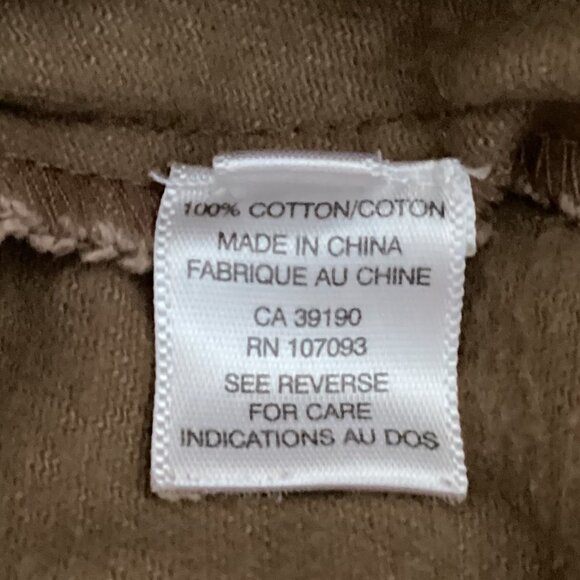 100% COTTON/COTON
MADE IN CHINA
FABRIQUE AU CHINE
CA 39190
RN 107093
SEE REVERSE
FOR CARE
INDICATIONS AU DOS